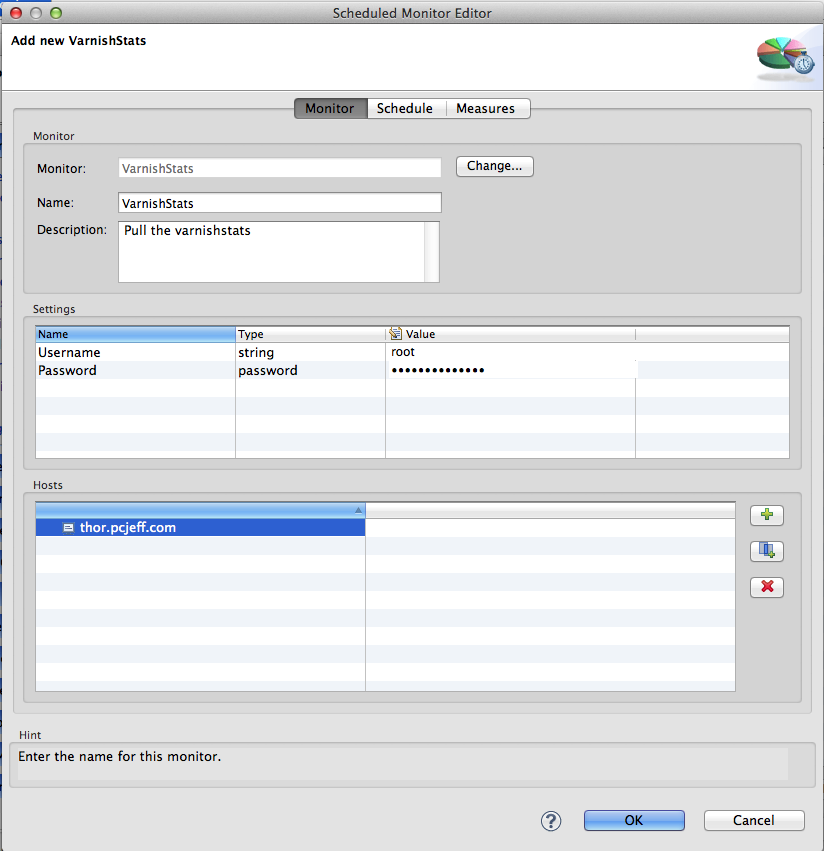 Scheduled Monitor Editor
Add new VarnishStats
Monitor Schedule Measures
Monitor
Monitor: VarnishStats Change...
Name: VarnishStats
Description: Pull the varnishstats
Settings
Name Type Value
Username string root
Password password ••••••••••••••
Hosts
thor.pcjeff.com
Hint
Enter the name for this monitor.
? OK Cancel